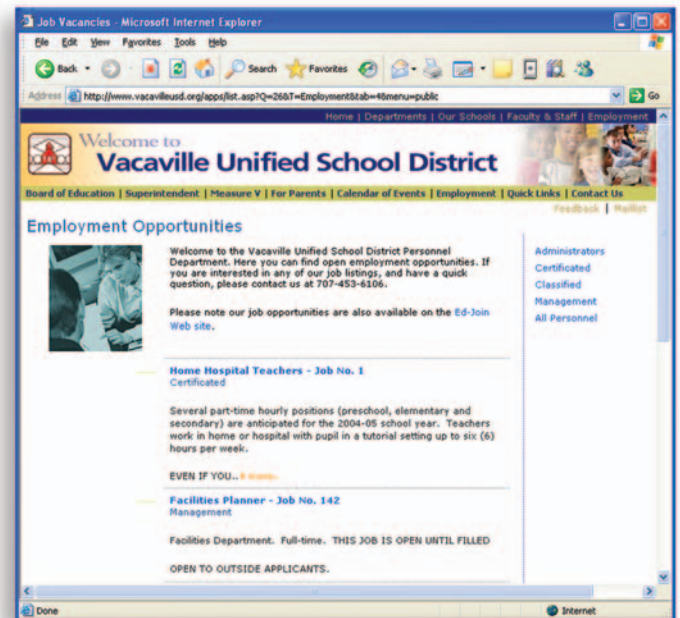 Job Vacancies - Microsoft Internet Explorer
File Edit View Favorites Tools Help
Back Search Favorites
Address http://www.vacavilleusd.org/apps/list.asp?Q=26&T=Employment&tab=4&menu=public Go
Home | Departments | Our Schools | Faculty & Staff | Employment
Welcome to
Vacaville Unified School District
Board of Education | Superintendent | Measure V | For Parents | Calendar of Events | Employment | Quick Links | Contact Us
Feedback | Maillist
Employment Opportunities
Welcome to the Vacaville Unified School District Personnel
Department. Here you can find open employment opportunities. If
you are interested in any of our job listings, and have a quick
question, please contact us at 707-453-6106.
Please note our job opportunities are also available on the Ed-Join
Web site.
Administrators
Certificated
Classified
Management
All Personnel
Home Hospital Teachers - Job No. 1
Certificated
Several part-time hourly positions (preschool, elementary and
secondary) are anticipated for the 2004-05 school year. Teachers
work in home or hospital with pupil in a tutorial setting up to six (6)
hours per week.
EVEN IF YOU..
Facilities Planner - Job No. 142
Management
Facilities Department. Full-time. THIS JOB IS OPEN UNTIL FILLED
OPEN TO OUTSIDE APPLICANTS.
Done Internet